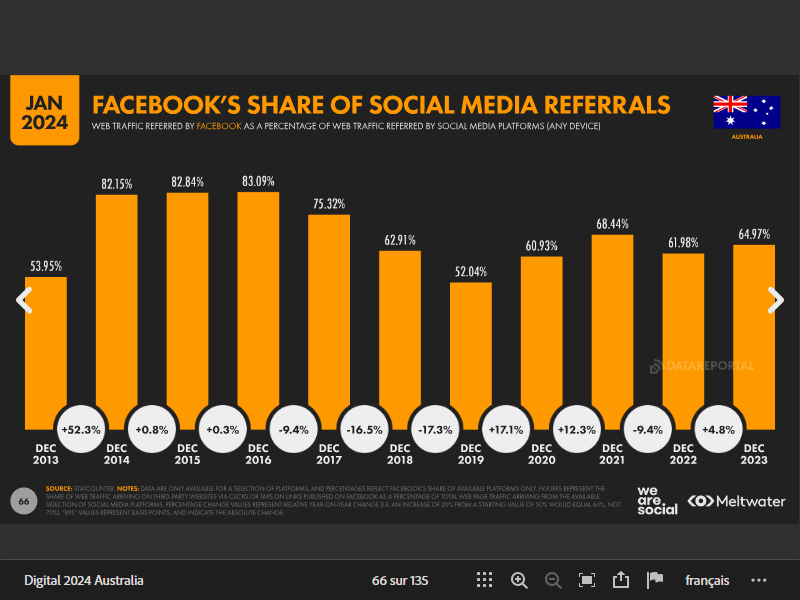 JAN
2024
FACEBOOK'S SHARE OF SOCIAL MEDIA REFERRALS
WEB TRAFFIC REFERRED BY FACEBOOK AS A PERCENTAGE OF WEB TRAFFIC REFERRED BY SOCIAL MEDIA PLATFORMS (ANY DEVICE)
AUSTRALIA
53.95%
82.15%
82.84%
83.09%
75.32%
62.91%
52.04%
60.93%
68.44%
61.98%
64.97%
DATAREPORTAL
+52.3%
+0.8%
+0.3%
-9.4%
-16.5%
-17.3%
+17.1%
+12.3%
-9.4%
+4.8%
DEC 2013
DEC 2014
DEC 2015
DEC 2016
DEC 2017
DEC 2018
DEC 2019
DEC 2020
DEC 2021
DEC 2022
DEC 2023
66
SOURCE: STATCOUNTER. NOTES: DATA ARE ONLY AVAILABLE FOR A SELECTION OF PLATFORMS, AND PERCENTAGES REFLECT FACEBOOK'S SHARE OF AVAILABLE PLATFORMS ONLY. FIGURES REPRESENT THE
SHARE OF WEB TRAFFIC ARRIVING ON THIRD-PARTY WEBSITES VIA CLICKS OR TAPS ON LINKS PUBLISHED ON FACEBOOK AS A PERCENTAGE OF TOTAL WEB PAGE TRAFFIC ARRIVING FROM THE AVAILABLE
SELECTION OF SOCIAL MEDIA PLATFORMS. PERCENTAGE CHANGE VALUES REPRESENT RELATIVE YEAR-ON-YEAR CHANGE (I.E. AN INCREASE OF 20% FROM A STARTING VALUE OF 50% WOULD EQUAL 60%, NOT
70%). "BPS" VALUES REPRESENT BASIS POINTS, AND INDICATE THE ABSOLUTE CHANGE.
we
are.
social
Meltwater
Digital 2024 Australia
66 sur 135
français